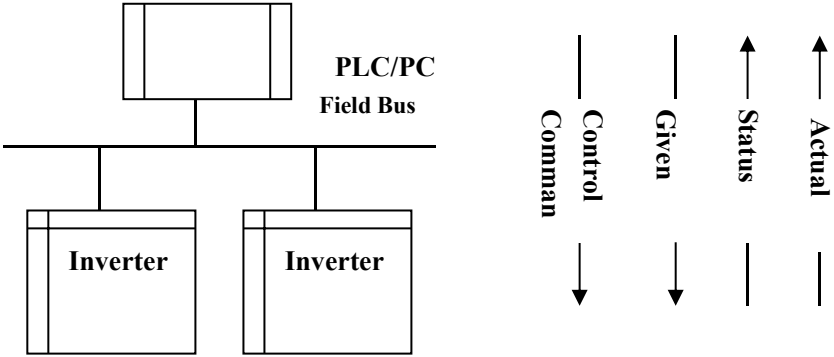 PLC/PC
Field Bus
Inverter
Inverter
Control
Comman
Given
Status
Actual